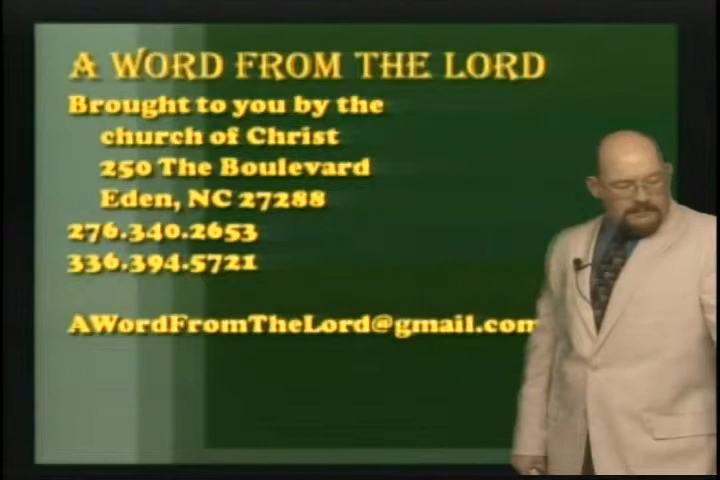 A WORD FROM THE LORD
Brought to you by the
church of Christ
250 The Boulevard
Eden, NC 27288
276.340.2653
336.394.5721
AWordFromTheLord@gmail.com